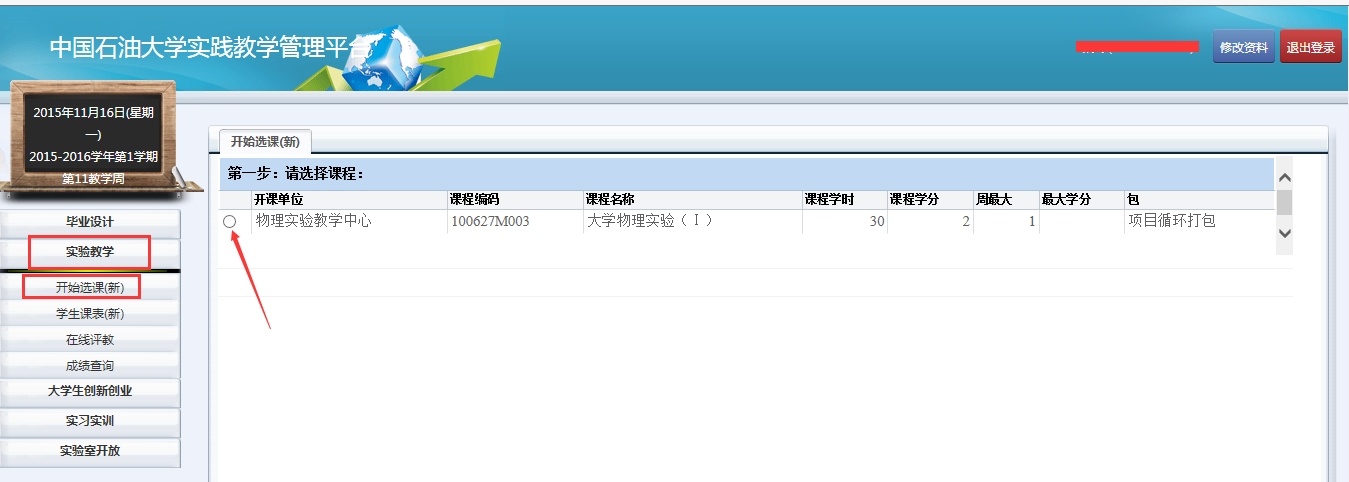 中国石油大学实践教学管理平台
修改资料 退出登录
2015年11月16日(星期
一)
2015-2016学年第1学期
第11教学周
毕业设计
实验教学
开始选课(新)
学生课表(新)
在线评教
成绩查询
大学生创新创业
实习实训
实验室开放
开始选课(新)
第一步：请选择课程：
开课单位 课程编码 课程名称 课程学时 课程学分 周最大 最大学分 包
物理实验教学中心 100627M003 大学物理实验（Ⅰ） 30 2 1 项目循环打包